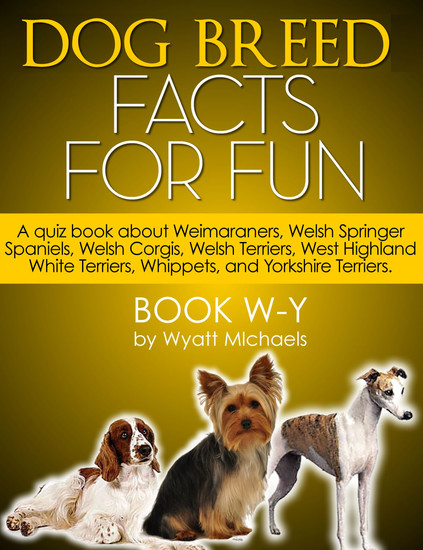 DOG BREED
FACTS
FOR FUN
A quiz book about Weimaraners, Welsh Springer
Spaniels, Welsh Corgis, Welsh Terriers, West Highland
White Terriers, Whippets, and Yorkshire Terriers.
BOOK W-Y
by Wyatt MIchaels